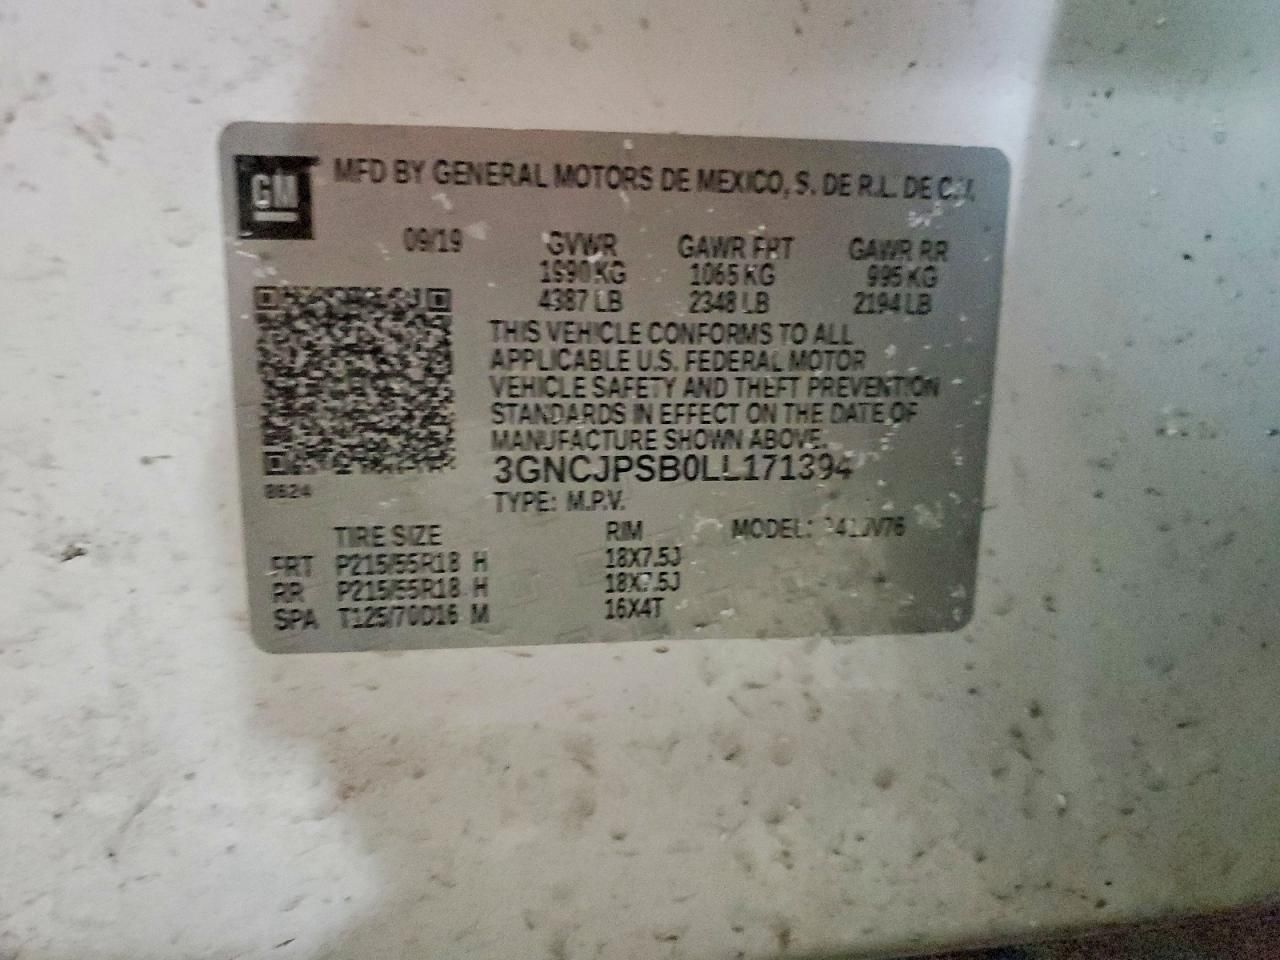 GM
MFD BY GENERAL MOTORS DE MEXICO, S. DE R.L. DE C.V.
09/19 GVWR GAWR FRT GAWR RR
1990 KG 1065 KG 995 KG
4387 LB 2348 LB 2194 LB
THIS VEHICLE CONFORMS TO ALL
APPLICABLE U.S. FEDERAL MOTOR
VEHICLE SAFETY AND THEFT PREVENTION
STANDARDS IN EFFECT ON THE DATE OF
MANUFACTURE SHOWN ABOVE.
3GNCJPSB0LL171394
8624
TYPE: M.P.V.
TIRE SIZE RIM MODEL:
FRT P215/55R18 H 18X7.5J
RR P215/55R18 H 18X7.5J
SPA T125/70D16 M 16X4T